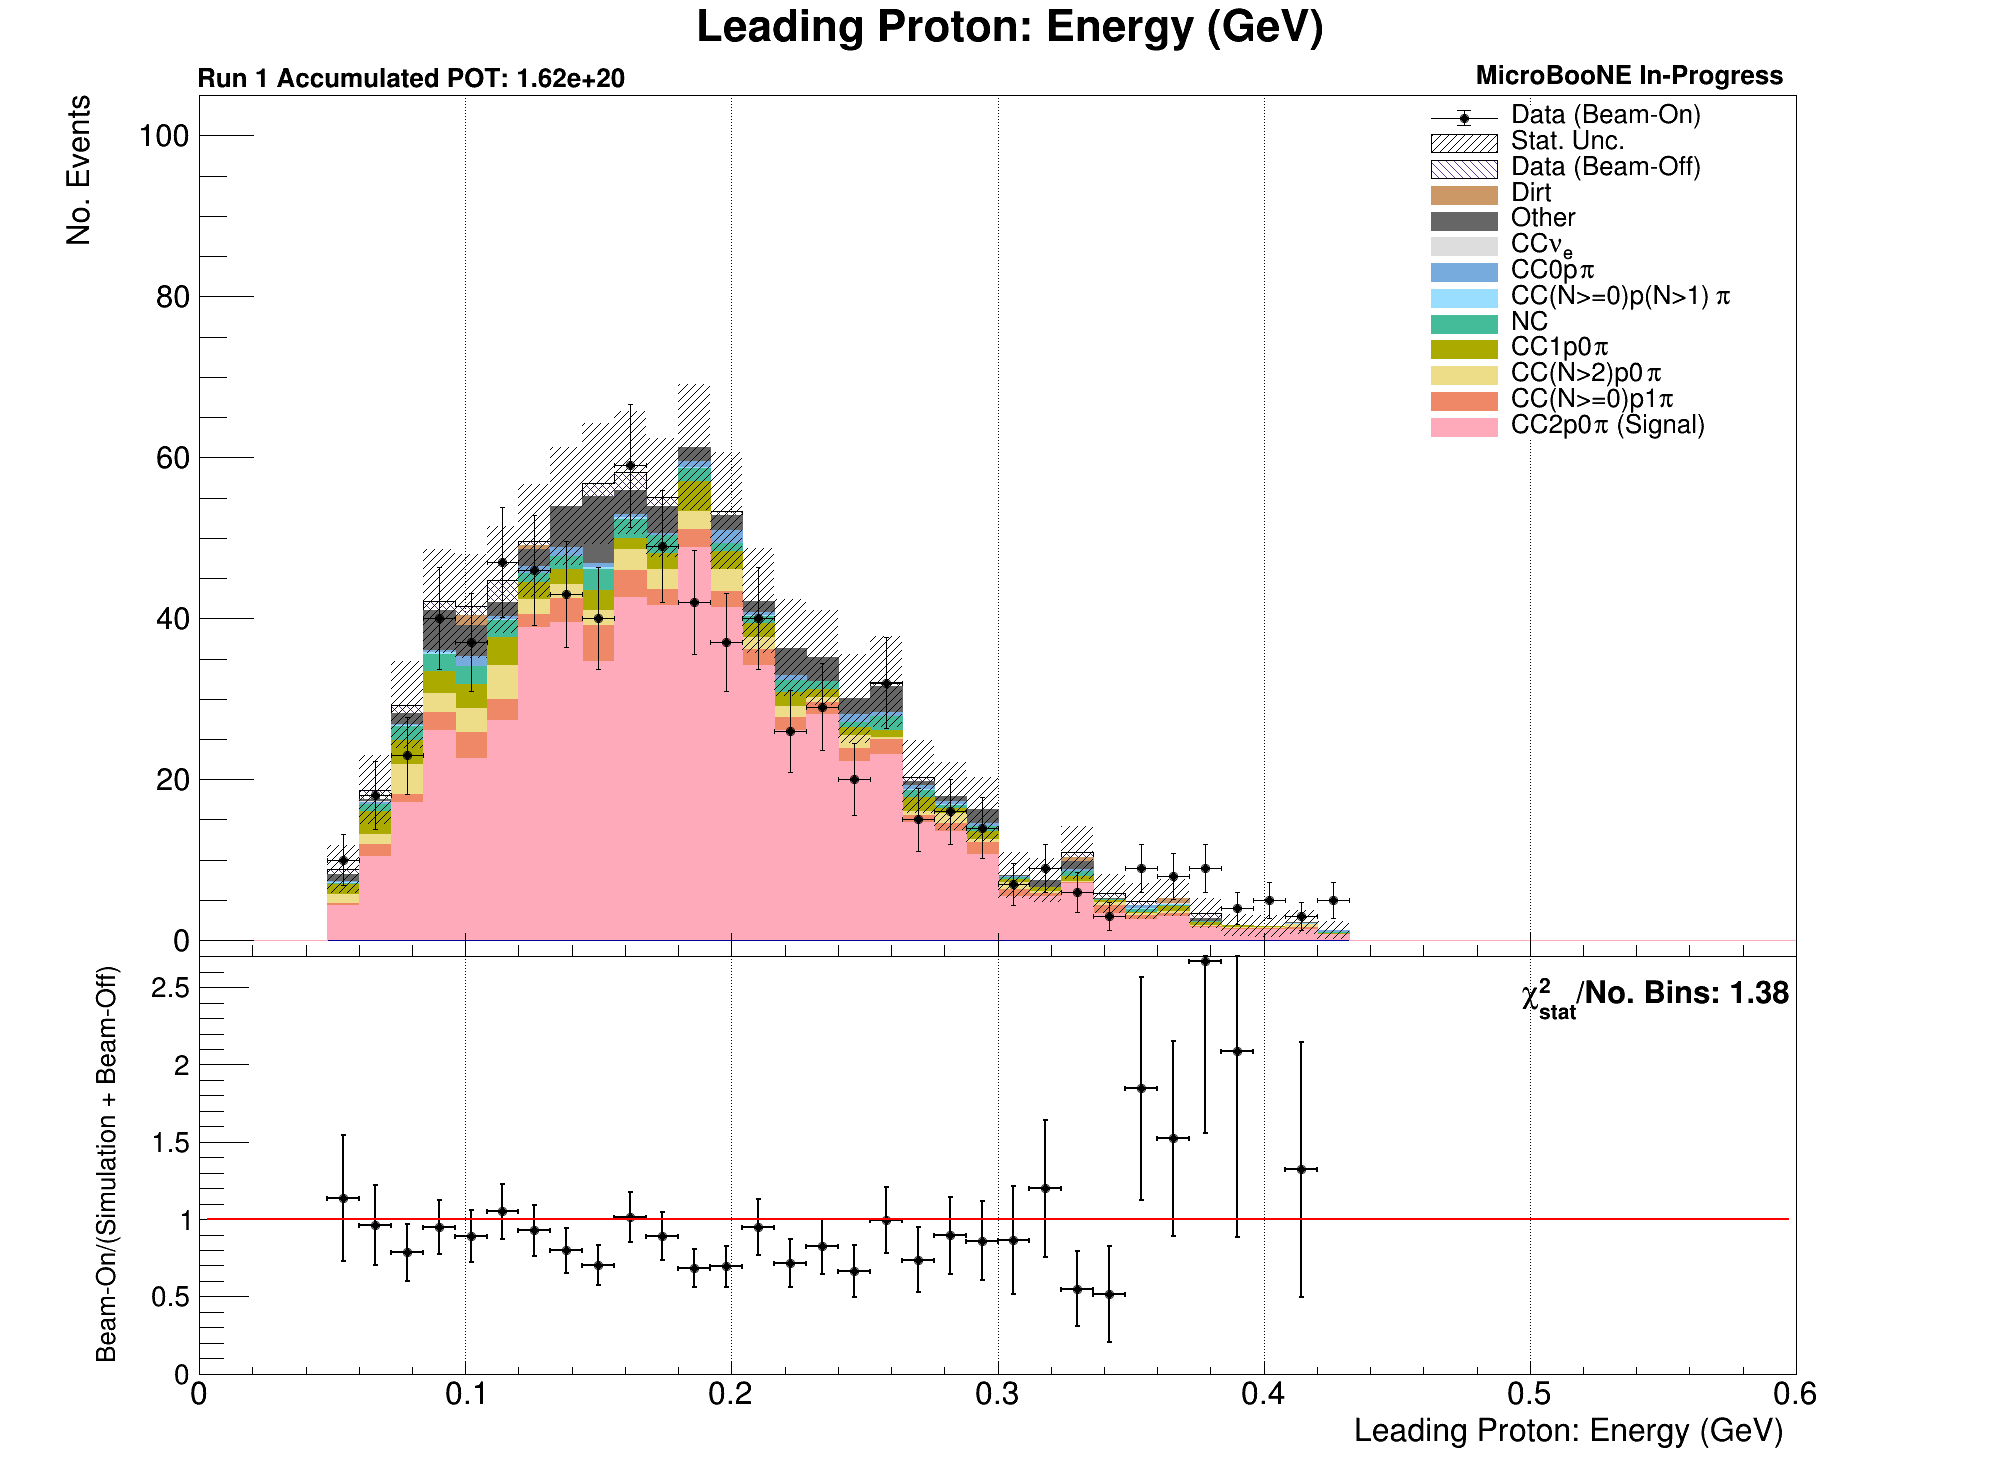 Leading Proton: Energy (GeV)
Run 1 Accumulated POT: 1.62e+20
MicroBooNE In-Progress
No. Events
100
80
60
40
20
0
Data (Beam-On)
Stat. Unc.
Data (Beam-Off)
Dirt
Other
CCνe
CC0pπ
CC(N>=0)p(N>1) π
NC
CC1p0π
CC(N>2)p0π
CC(N>=0)p1π
CC2p0π (Signal)
Beam-On/(Simulation + Beam-Off)
2.5
2
1.5
1
0.5
0
χ²stat/No. Bins: 1.38
0 0.1 0.2 0.3 0.4 0.5 0.6
Leading Proton: Energy (GeV)